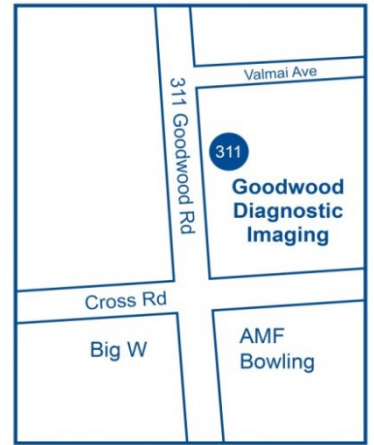 Valmai Ave
311 Goodwood Rd
311
Goodwood
Diagnostic
Imaging
Cross Rd
Big W
AMF
Bowling